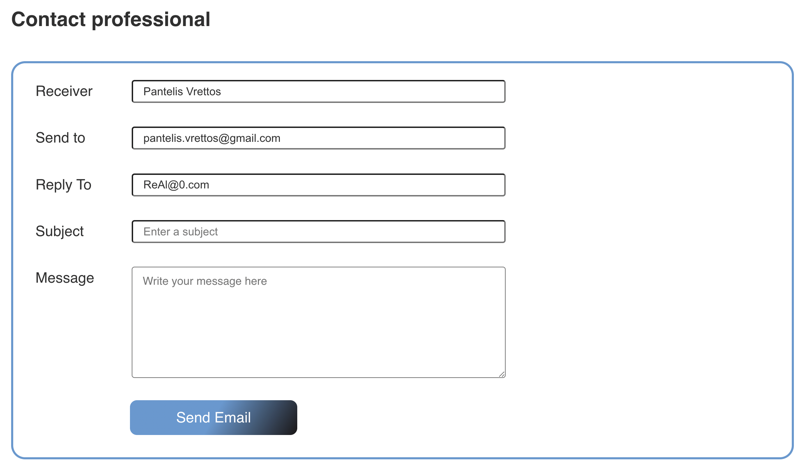 Contact professional
Receiver Pantelis Vrettos
Send to pantelis.vrettos@gmail.com
Reply To ReAl@0.com
Subject Enter a subject
Message Write your message here
Send Email